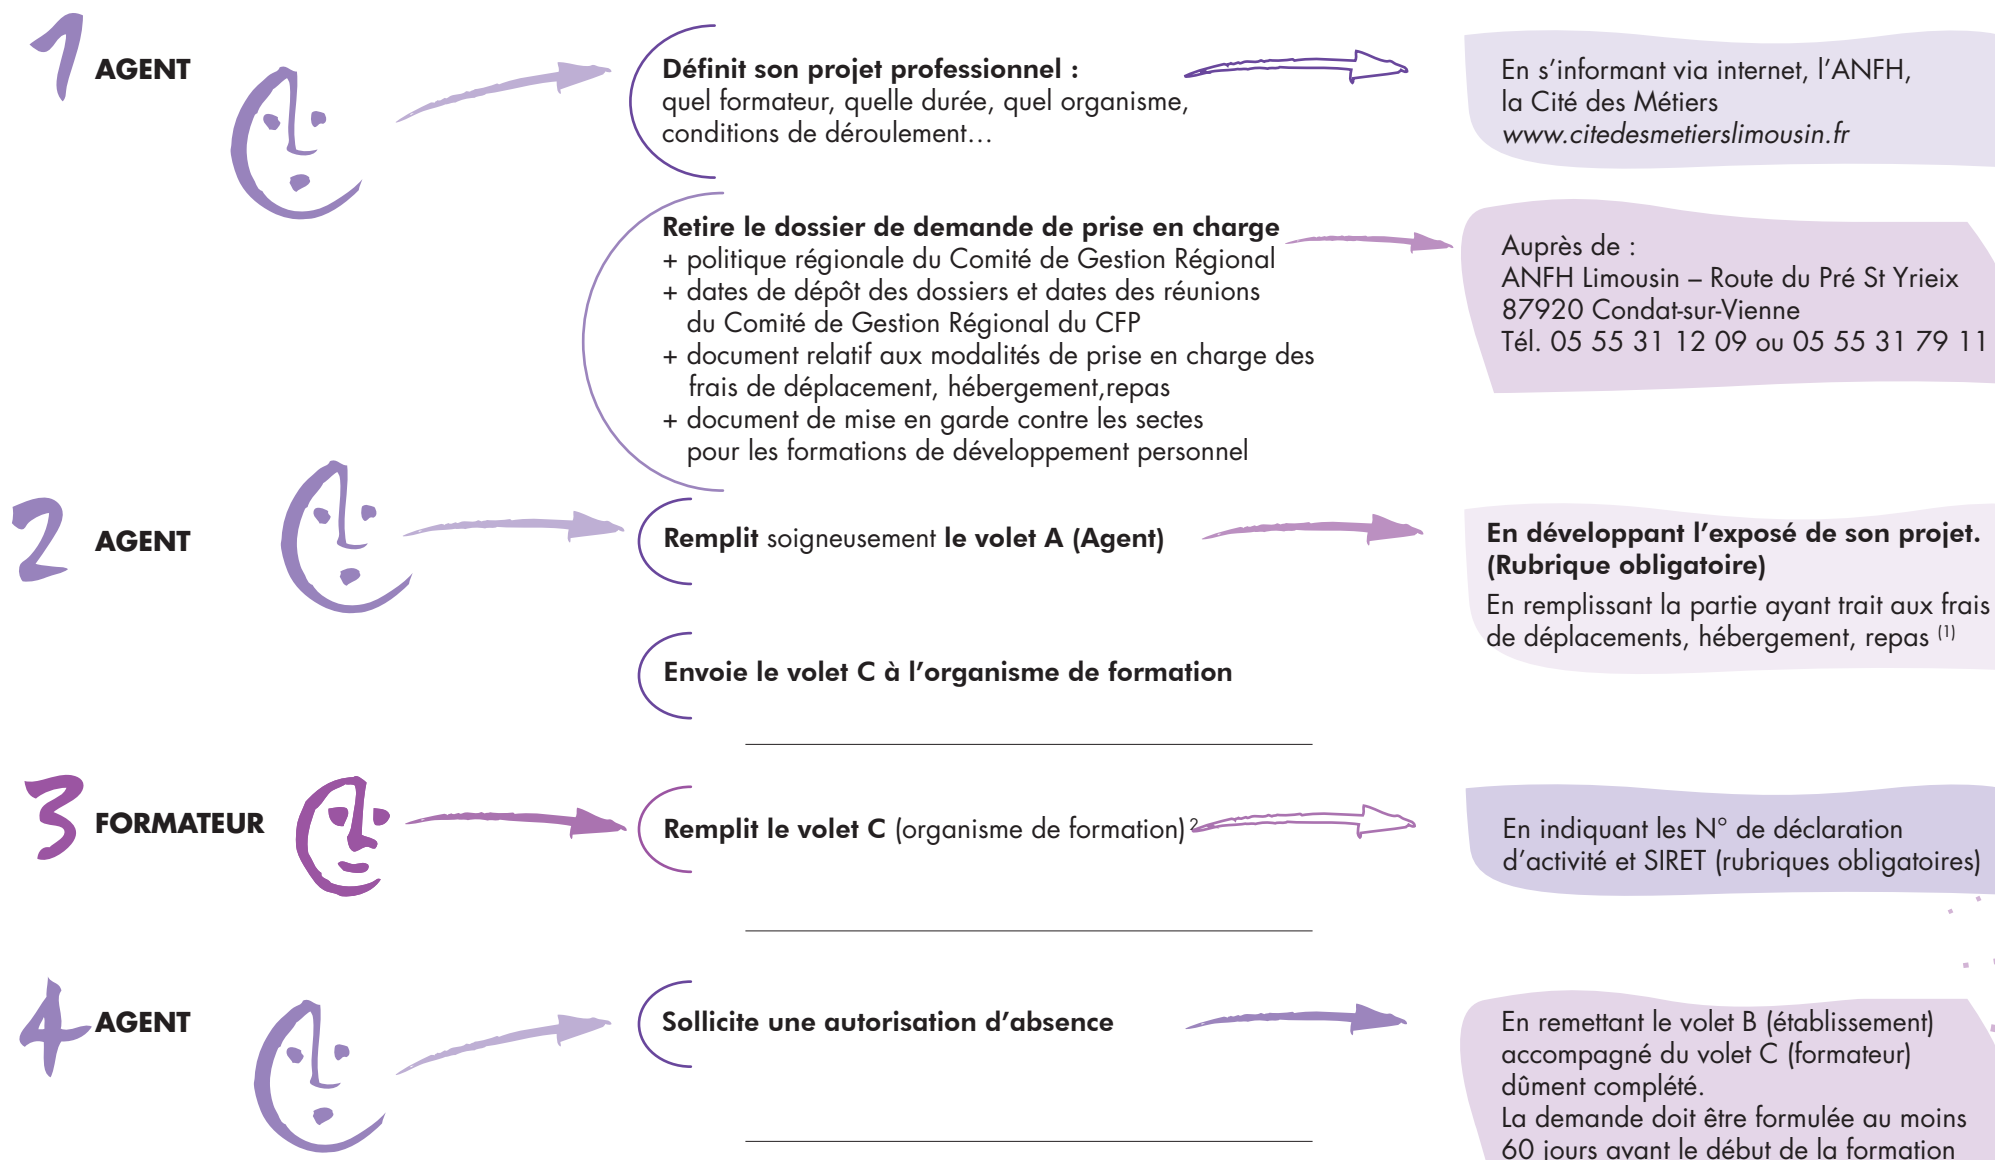 1 AGENT
Définit son projet professionnel :
quel formateur, quelle durée, quel organisme,
conditions de déroulement…
En s’informant via internet, l’ANFH,
la Cité des Métiers
www.citedesmetierslimousin.fr
Retire le dossier de demande de prise en charge
+ politique régionale du Comité de Gestion Régional
+ dates de dépôt des dossiers et dates des réunions
du Comité de Gestion Régional du CFP
+ document relatif aux modalités de prise en charge des
frais de déplacement, hébergement,repas
+ document de mise en garde contre les sectes
pour les formations de développement personnel
Auprès de :
ANFH Limousin – Route du Pré St Yrieix
87920 Condat-sur-Vienne
Tél. 05 55 31 12 09 ou 05 55 31 79 11
2 AGENT
Remplit soigneusement le volet A (Agent)
En développant l’exposé de son projet.
(Rubrique obligatoire)
En remplissant la partie ayant trait aux frais
de déplacements, hébergement, repas (1)
Envoie le volet C à l’organisme de formation
3 FORMATEUR
Remplit le volet C (organisme de formation) 2
En indiquant les N° de déclaration
d’activité et SIRET (rubriques obligatoires)
4 AGENT
Sollicite une autorisation d’absence
En remettant le volet B (établissement)
accompagné du volet C (formateur)
dûment complété.
La demande doit être formulée au moins
60 jours avant le début de la formation